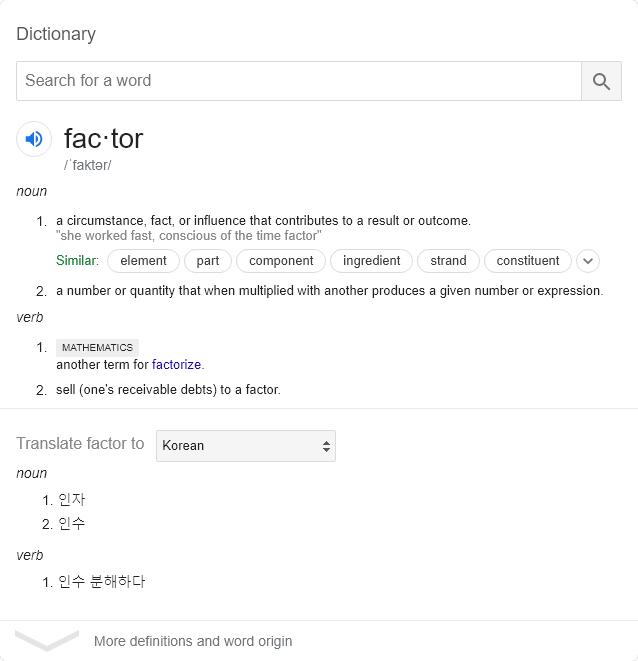 Dictionary
Search for a word
fac·tor
/ˈfaktər/
noun
1. a circumstance, fact, or influence that contributes to a result or outcome.
"she worked fast, conscious of the time factor"
Similar: element part component ingredient strand constituent
2. a number or quantity that when multiplied with another produces a given number or expression.
verb
1. MATHEMATICS
another term for factorize.
2. sell (one's receivable debts) to a factor.
Translate factor to Korean
noun
1. 인자
2. 인수
verb
1. 인수 분해하다
More definitions and word origin